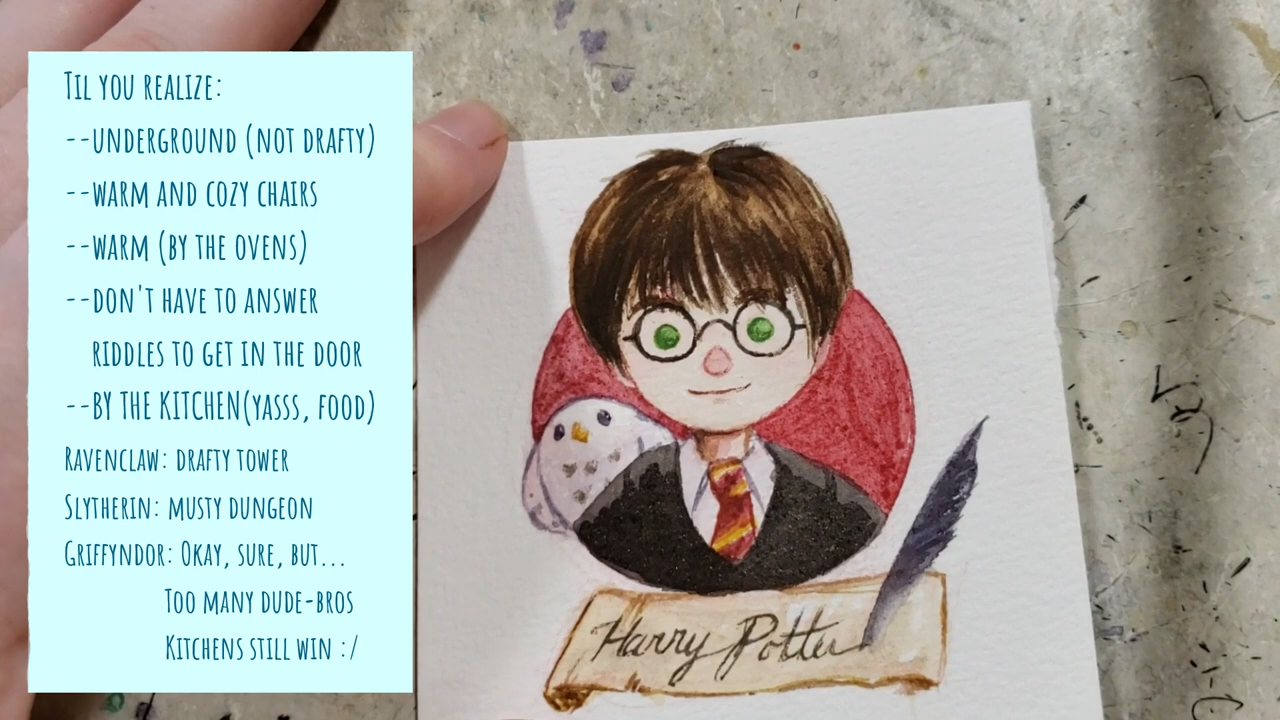 Til you realize:
--underground (not drafty)
--warm and cozy chairs
--warm (by the ovens)
--don't have to answer
riddles to get in the door
--BY THE KITCHEN(yasss, food)
Ravenclaw: drafty tower
Slytherin: musty dungeon
Griffyndor: Okay, sure, but...
Too many dude-bros
Kitchens still win :/
Harry Potter